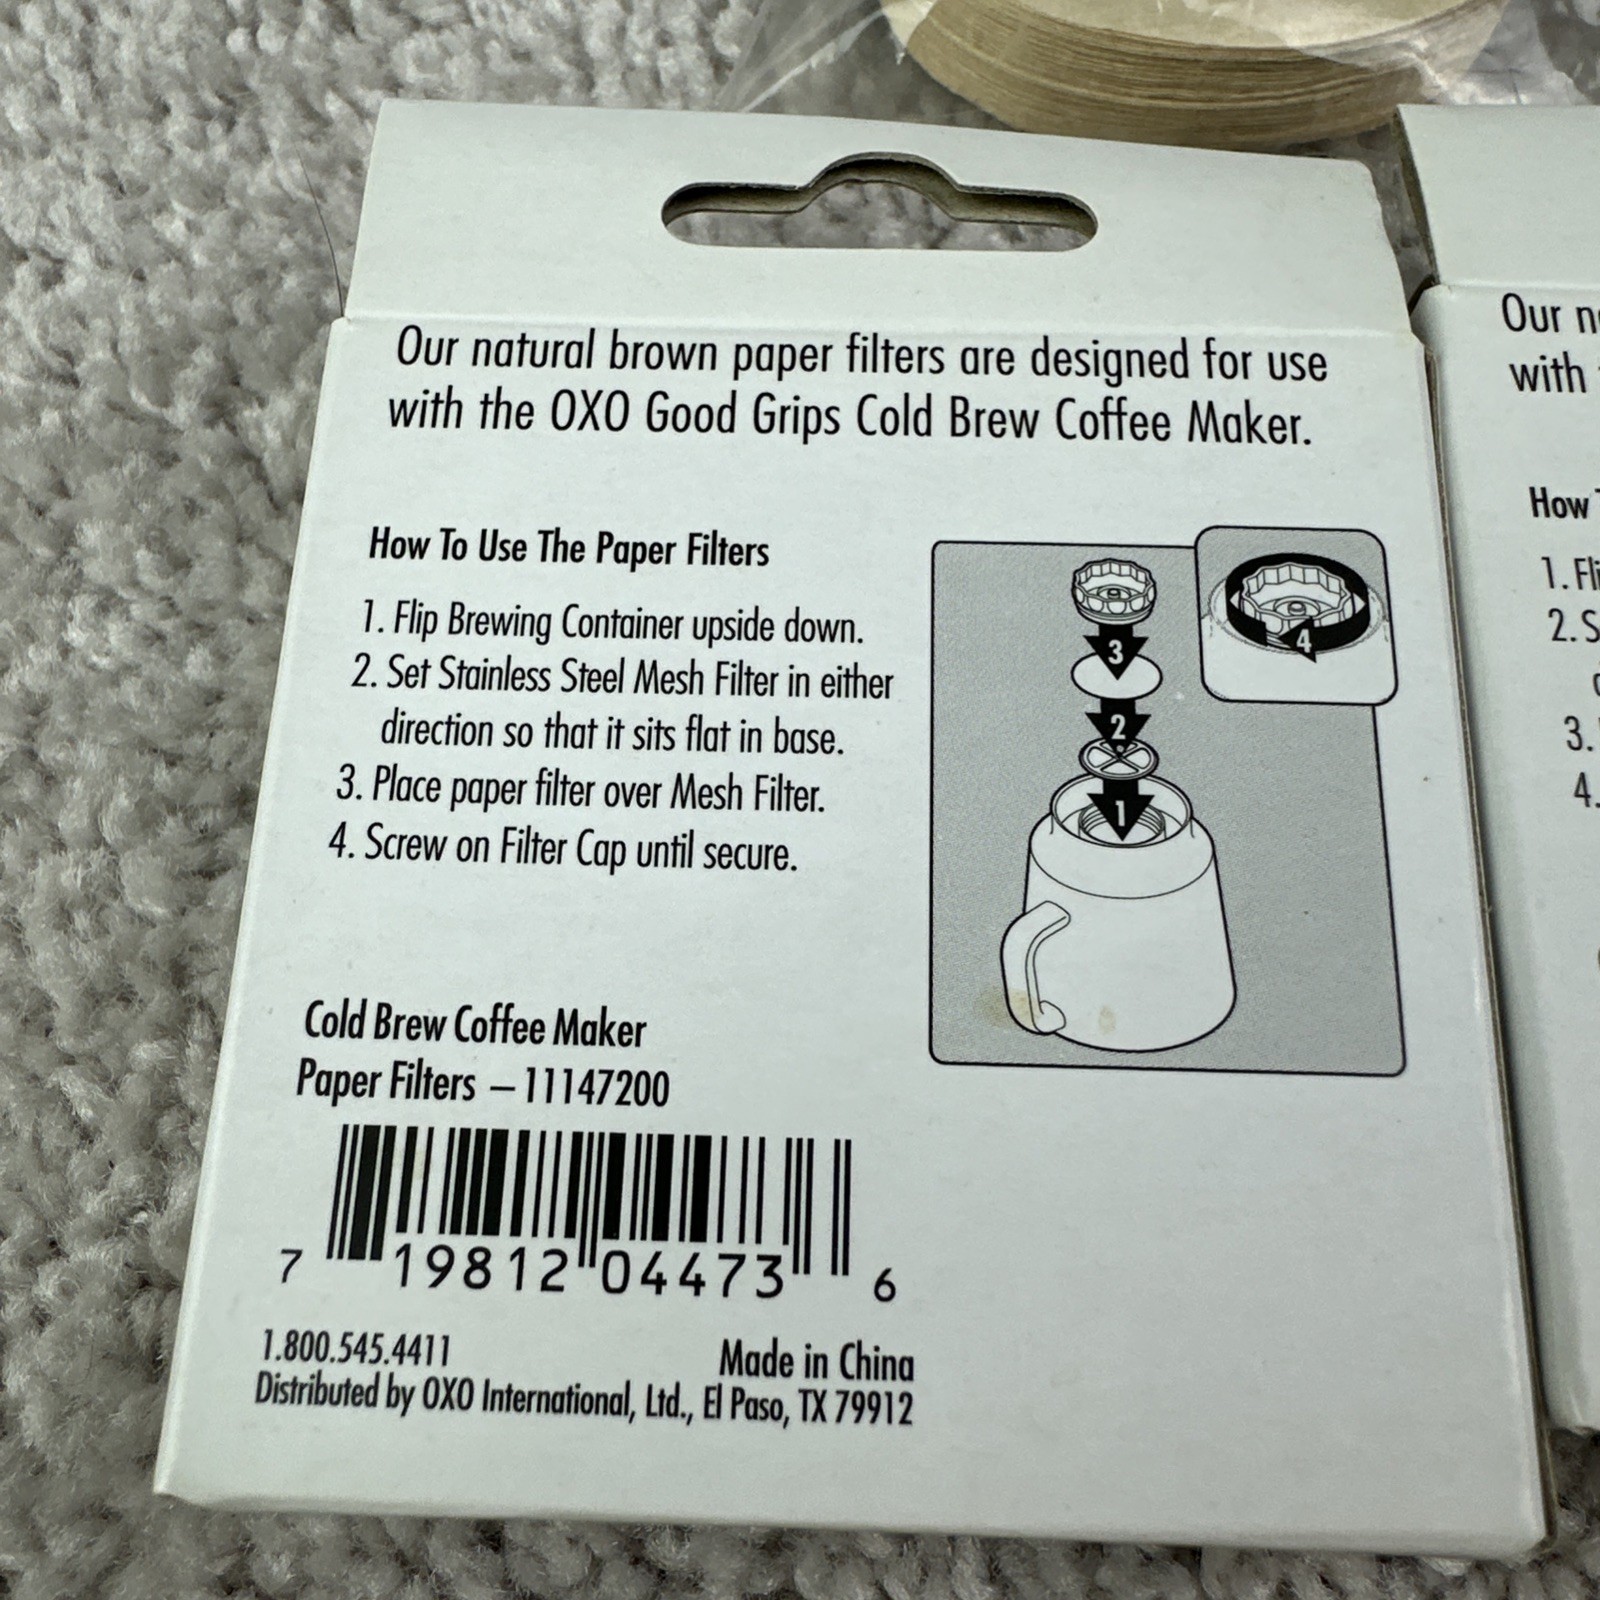 Our natural brown paper filters are designed for use
with the OXO Good Grips Cold Brew Coffee Maker.
How To Use The Paper Filters
1. Flip Brewing Container upside down.
2. Set Stainless Steel Mesh Filter in either
direction so that it sits flat in base.
3. Place paper filter over Mesh Filter.
4. Screw on Filter Cap until secure.
3
2
1
4
Cold Brew Coffee Maker
Paper Filters – 11147200
7 19812 04473 6
1.800.545.4411
Made in China
Distributed by OXO International, Ltd., El Paso, TX 79912
Our
with
How
1.
2.
3.
4.